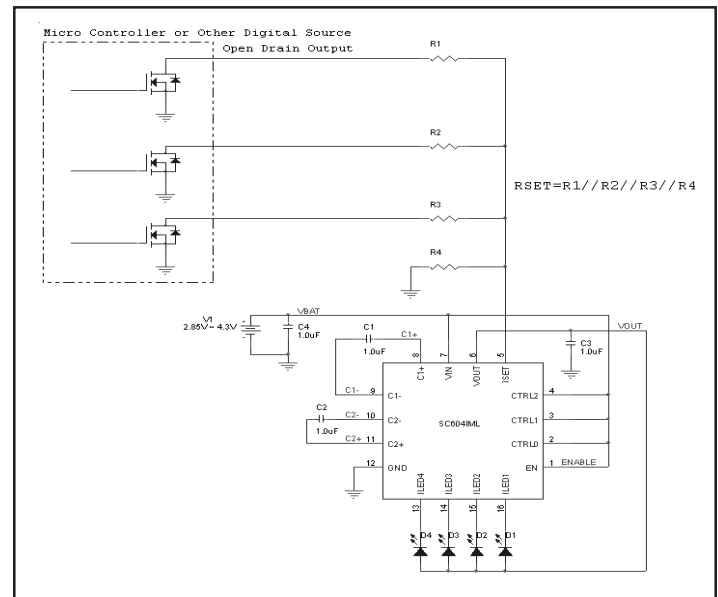 Micro Controller or Other Digital Source
Open Drain Output
R1
R2
RSET=R1//R2//R3//R4
R3
R4
V1
2.85V~ 4.3V
+
-
VBAT
C4
1.0uF
C1
1.0uF
C1+
VOUT
C3
1.0uF
8
7
6
5
C1+
VIN
VOUT
ISET
C1-
9
C1-
CTRL2
4
C2
1.0uF
C2-
10
C2-
SC604IML
CTRL1
3
C2+
11
C2+
CTRL0
2
12
GND
EN
1
ENABLE
ILED4
ILED3
ILED2
ILED1
13
14
15
16
D4
D3
D2
D1